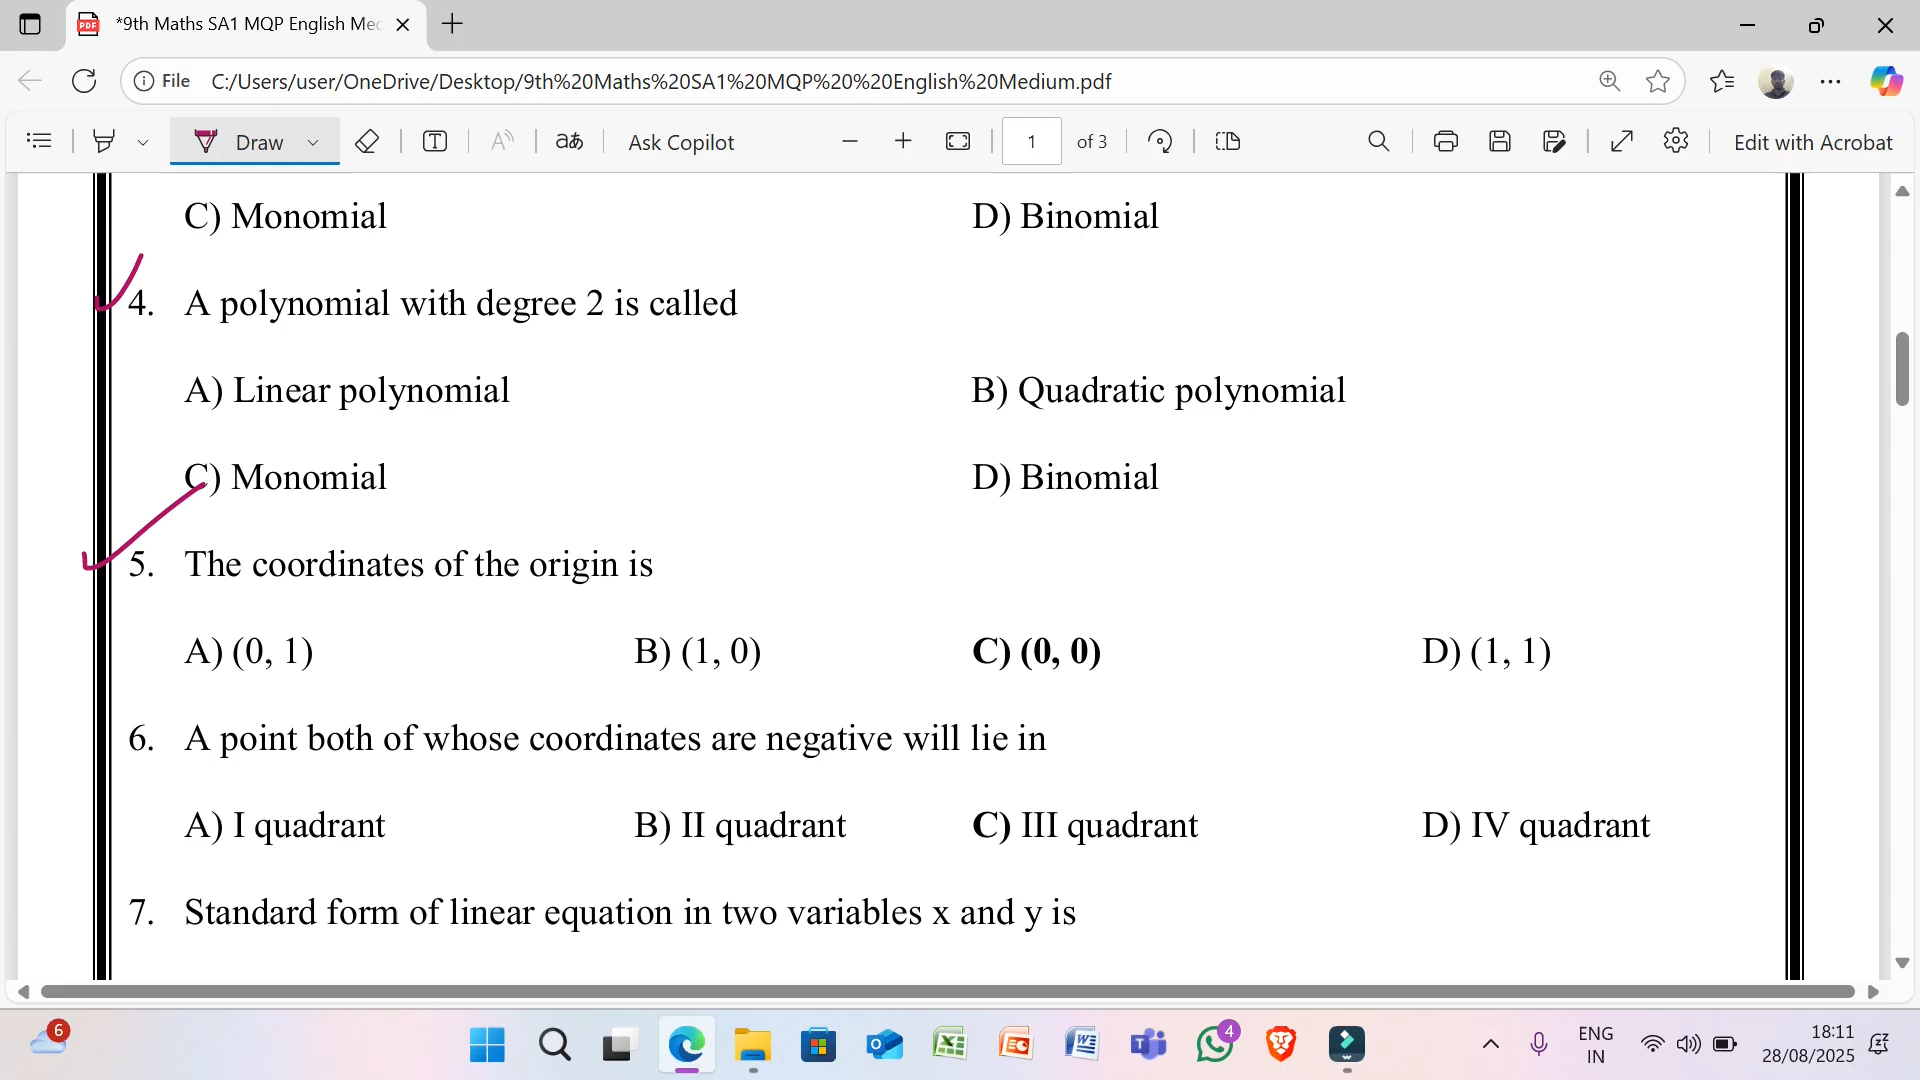 *9th Maths SA1 MQP English Med
File C:/Users/user/OneDrive/Desktop/9th%20Maths%20SA1%20MQP%20%20English%20Medium.pdf
Draw aあ Ask Copilot 1 of 3 Edit with Acrobat
C) Monomial D) Binomial
4. A polynomial with degree 2 is called
A) Linear polynomial B) Quadratic polynomial
C) Monomial D) Binomial
5. The coordinates of the origin is
A) (0, 1) B) (1, 0) C) (0, 0) D) (1, 1)
6. A point both of whose coordinates are negative will lie in
A) I quadrant B) II quadrant C) III quadrant D) IV quadrant
7. Standard form of linear equation in two variables x and y is
6 4 ENG 18:11
IN 28/08/2025